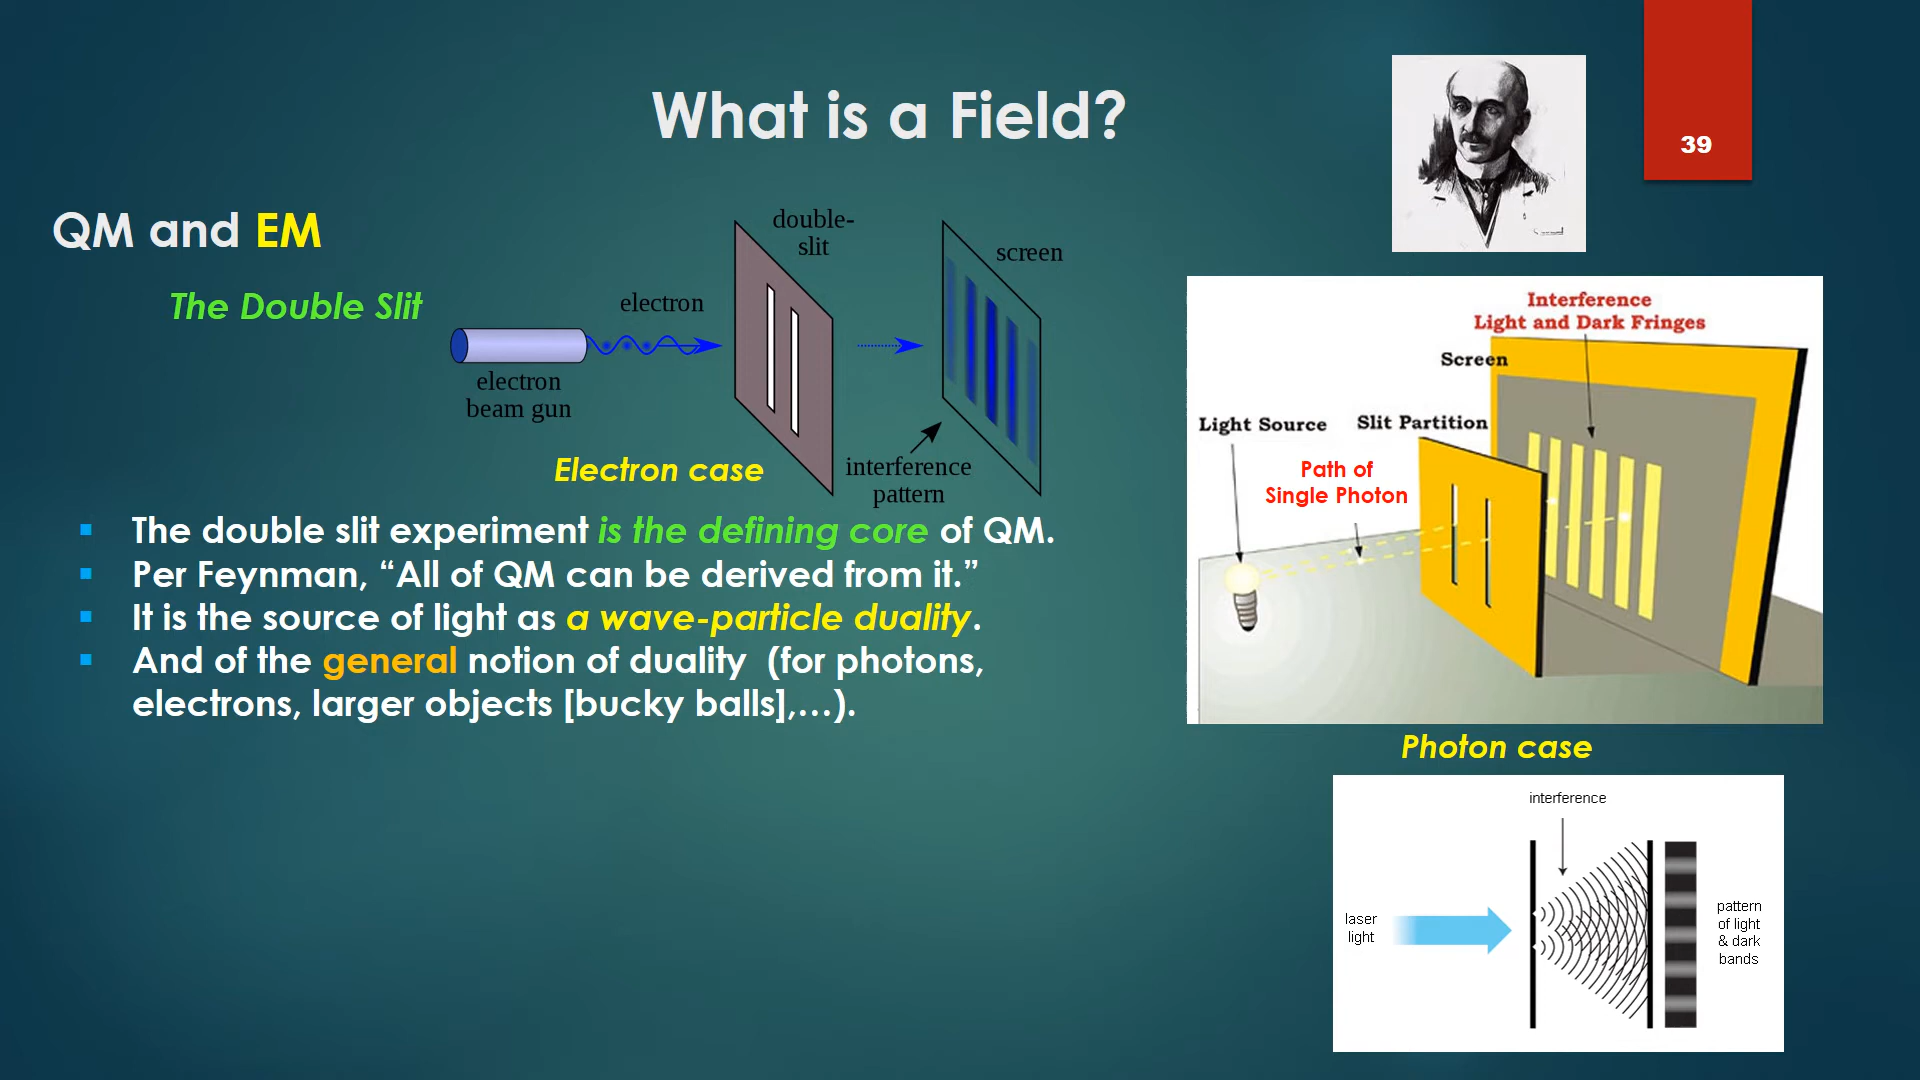 What is a Field?
39
QM and EM
The Double Slit
double-
slit
screen
electron
electron
beam gun
interference
pattern
Electron case
Interference
Light and Dark Fringes
Screen
Light Source
Slit Partition
Path of
Single Photon
Photon case
The double slit experiment is the defining core of QM.
Per Feynman, “All of QM can be derived from it.”
It is the source of light as a wave-particle duality.
And of the general notion of duality (for photons,
electrons, larger objects [bucky balls],…).
interference
laser
light
pattern
of light
& dark
bands